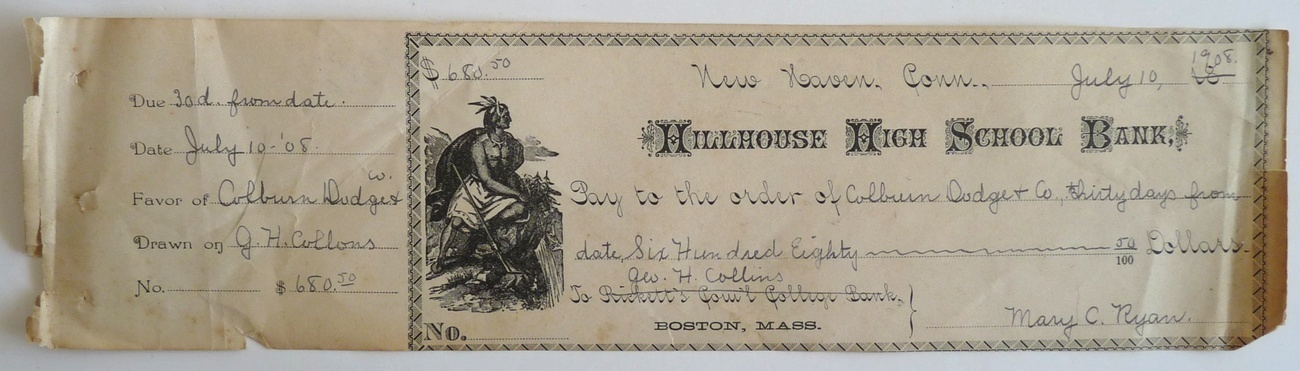 Due 30d. from date.
Date July 10-'08.
Co.
Favor of Colburn Dodge &
Drawn on G. H. Collons
No. $ 680.50
$ 680.50
New Haven, Conn., July 10, 1908.
Hillhouse High School Bank,
Pay to the order of Colburn Dodge & Co., thirty days from
date, Six Hundred Eighty 50/100 Dollars.
Geo. H. Collins
To Rickett's Com'l College Bank,
BOSTON, MASS.
Mary C. Ryan.
No.